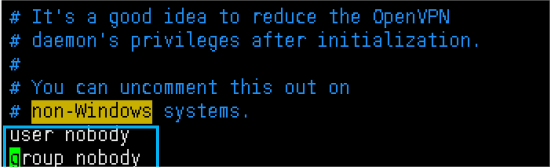 # It's a good idea to reduce the OpenVPN
# daemon's privileges after initialization.
#
# You can uncomment this out on
# non-Windows systems.
user nobody
group nobody